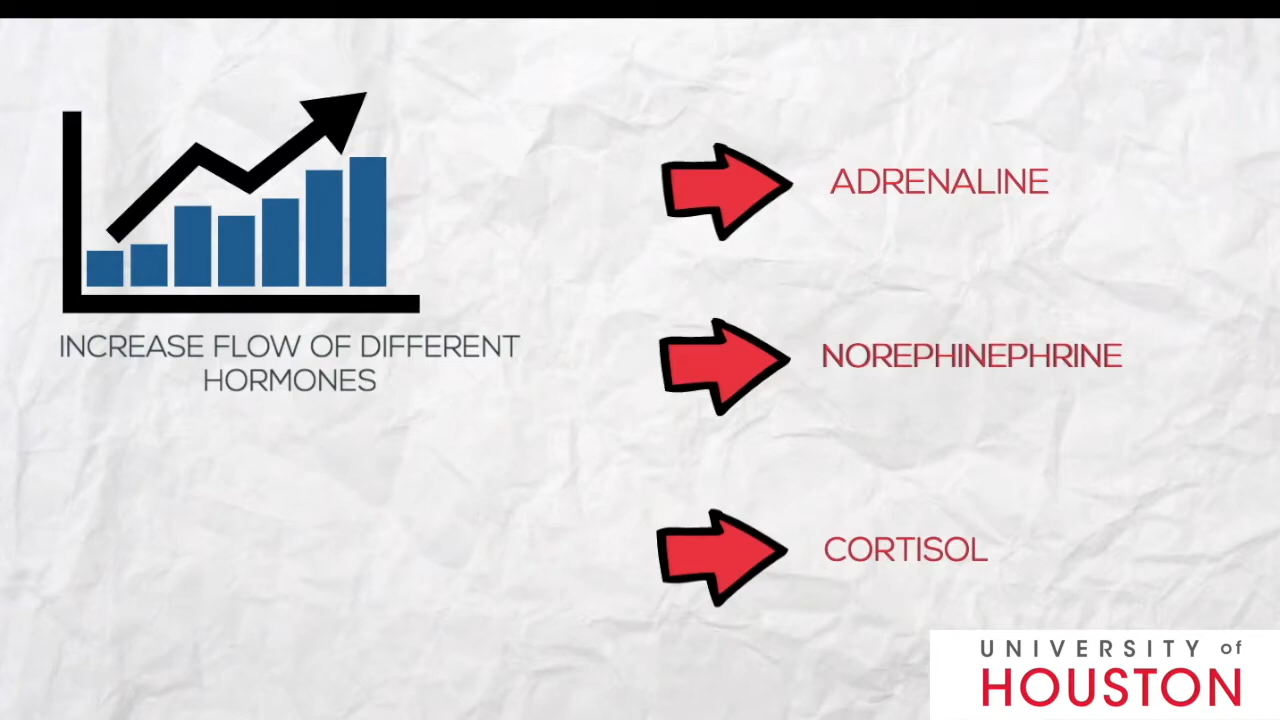 INCREASE FLOW OF DIFFERENT
HORMONES
ADRENALINE
NOREPHINEPHRINE
CORTISOL
UNIVERSITY of
HOUSTON